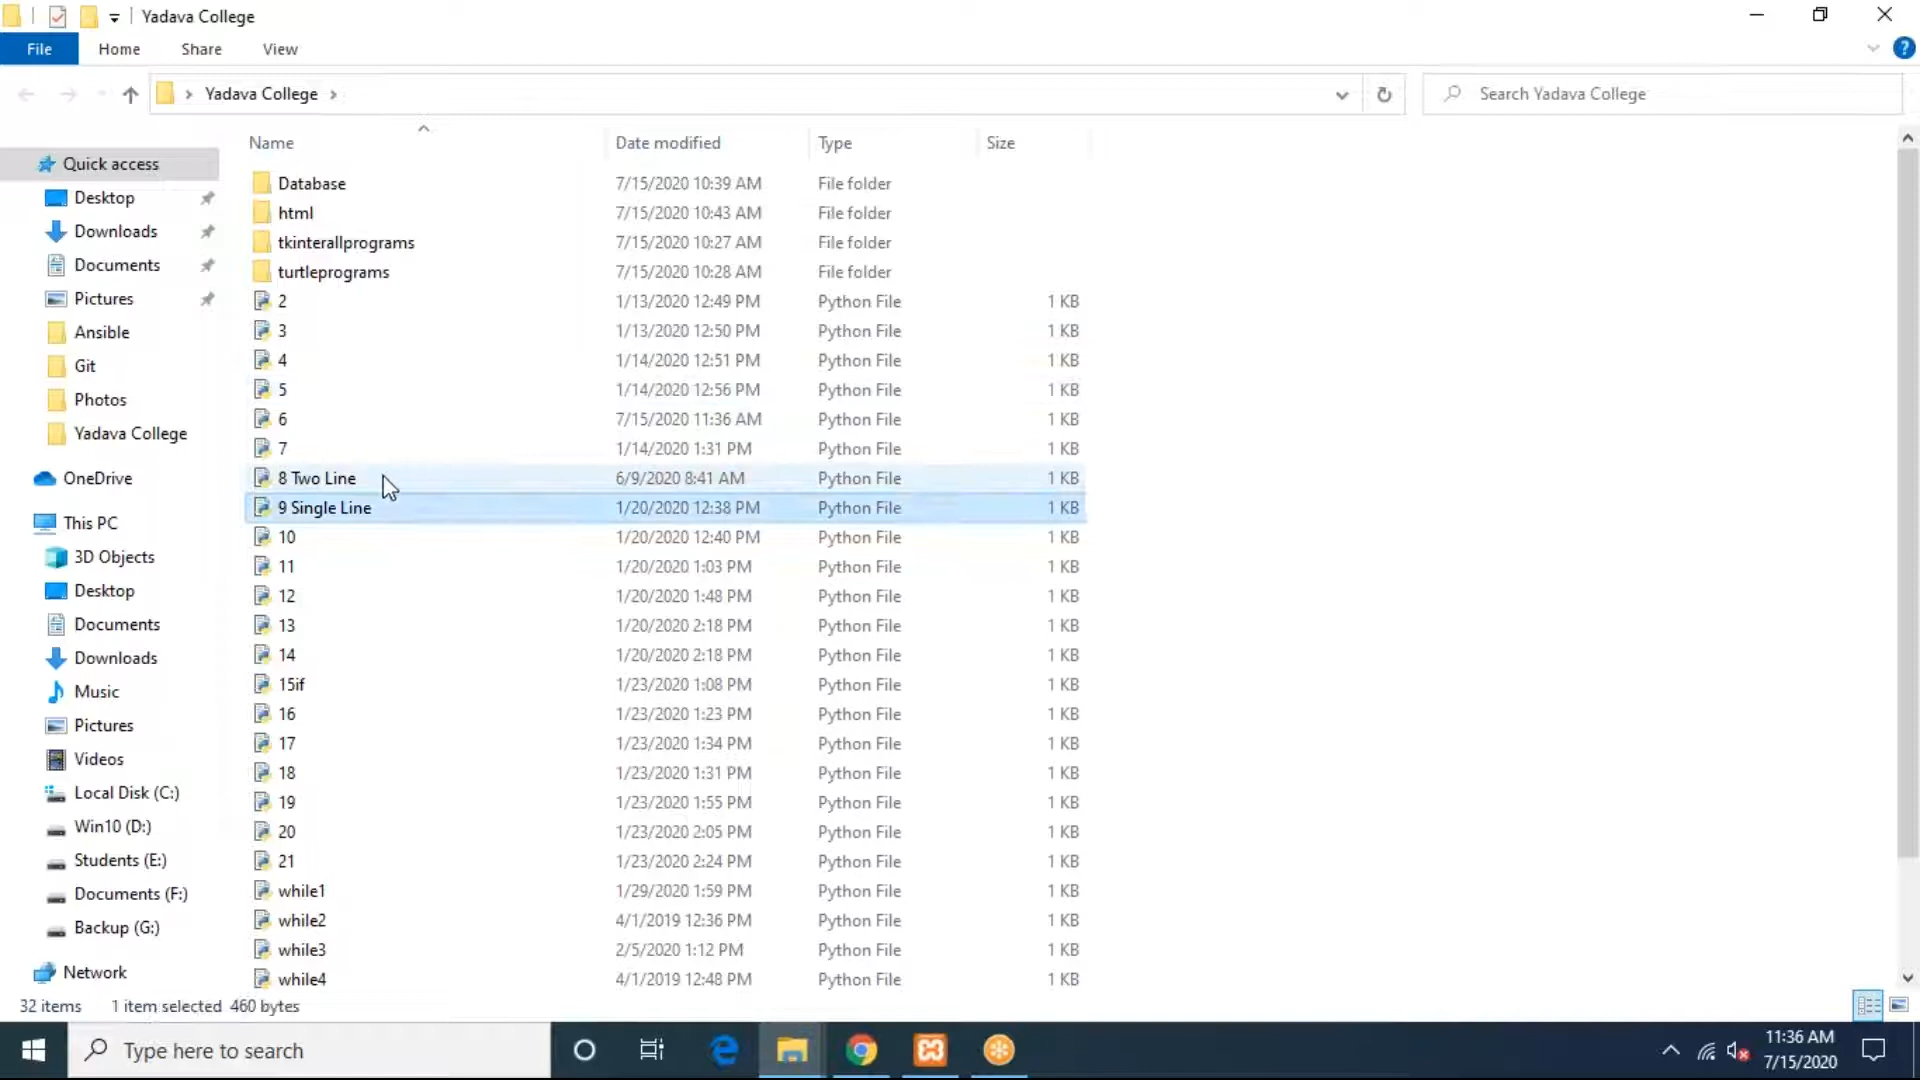 Yadava College
File Home Share View
Yadava College
Search Yadava College
Name Date modified Type Size
Quick access
Desktop
Downloads
Documents
Pictures
Ansible
Git
Photos
Yadava College
OneDrive
This PC
3D Objects
Desktop
Documents
Downloads
Music
Pictures
Videos
Local Disk (C:)
Win10 (D:)
Students (E:)
Documents (F:)
Backup (G:)
Network
Database 7/15/2020 10:39 AM File folder
html 7/15/2020 10:43 AM File folder
tkinterallprograms 7/15/2020 10:27 AM File folder
turtleprograms 7/15/2020 10:28 AM File folder
2 1/13/2020 12:49 PM Python File 1 KB
3 1/13/2020 12:50 PM Python File 1 KB
4 1/14/2020 12:51 PM Python File 1 KB
5 1/14/2020 12:56 PM Python File 1 KB
6 7/15/2020 11:36 AM Python File 1 KB
7 1/14/2020 1:31 PM Python File 1 KB
8 Two Line 6/9/2020 8:41 AM Python File 1 KB
9 Single Line 1/20/2020 12:38 PM Python File 1 KB
10 1/20/2020 12:40 PM Python File 1 KB
11 1/20/2020 1:03 PM Python File 1 KB
12 1/20/2020 1:48 PM Python File 1 KB
13 1/20/2020 2:18 PM Python File 1 KB
14 1/20/2020 2:18 PM Python File 1 KB
15if 1/23/2020 1:08 PM Python File 1 KB
16 1/23/2020 1:23 PM Python File 1 KB
17 1/23/2020 1:34 PM Python File 1 KB
18 1/23/2020 1:31 PM Python File 1 KB
19 1/23/2020 1:55 PM Python File 1 KB
20 1/23/2020 2:05 PM Python File 1 KB
21 1/23/2020 2:24 PM Python File 1 KB
while1 1/29/2020 1:59 PM Python File 1 KB
while2 4/1/2019 12:36 PM Python File 1 KB
while3 2/5/2020 1:12 PM Python File 1 KB
while4 4/1/2019 12:48 PM Python File 1 KB
32 items 1 item selected 460 bytes
Type here to search
11:36 AM
7/15/2020